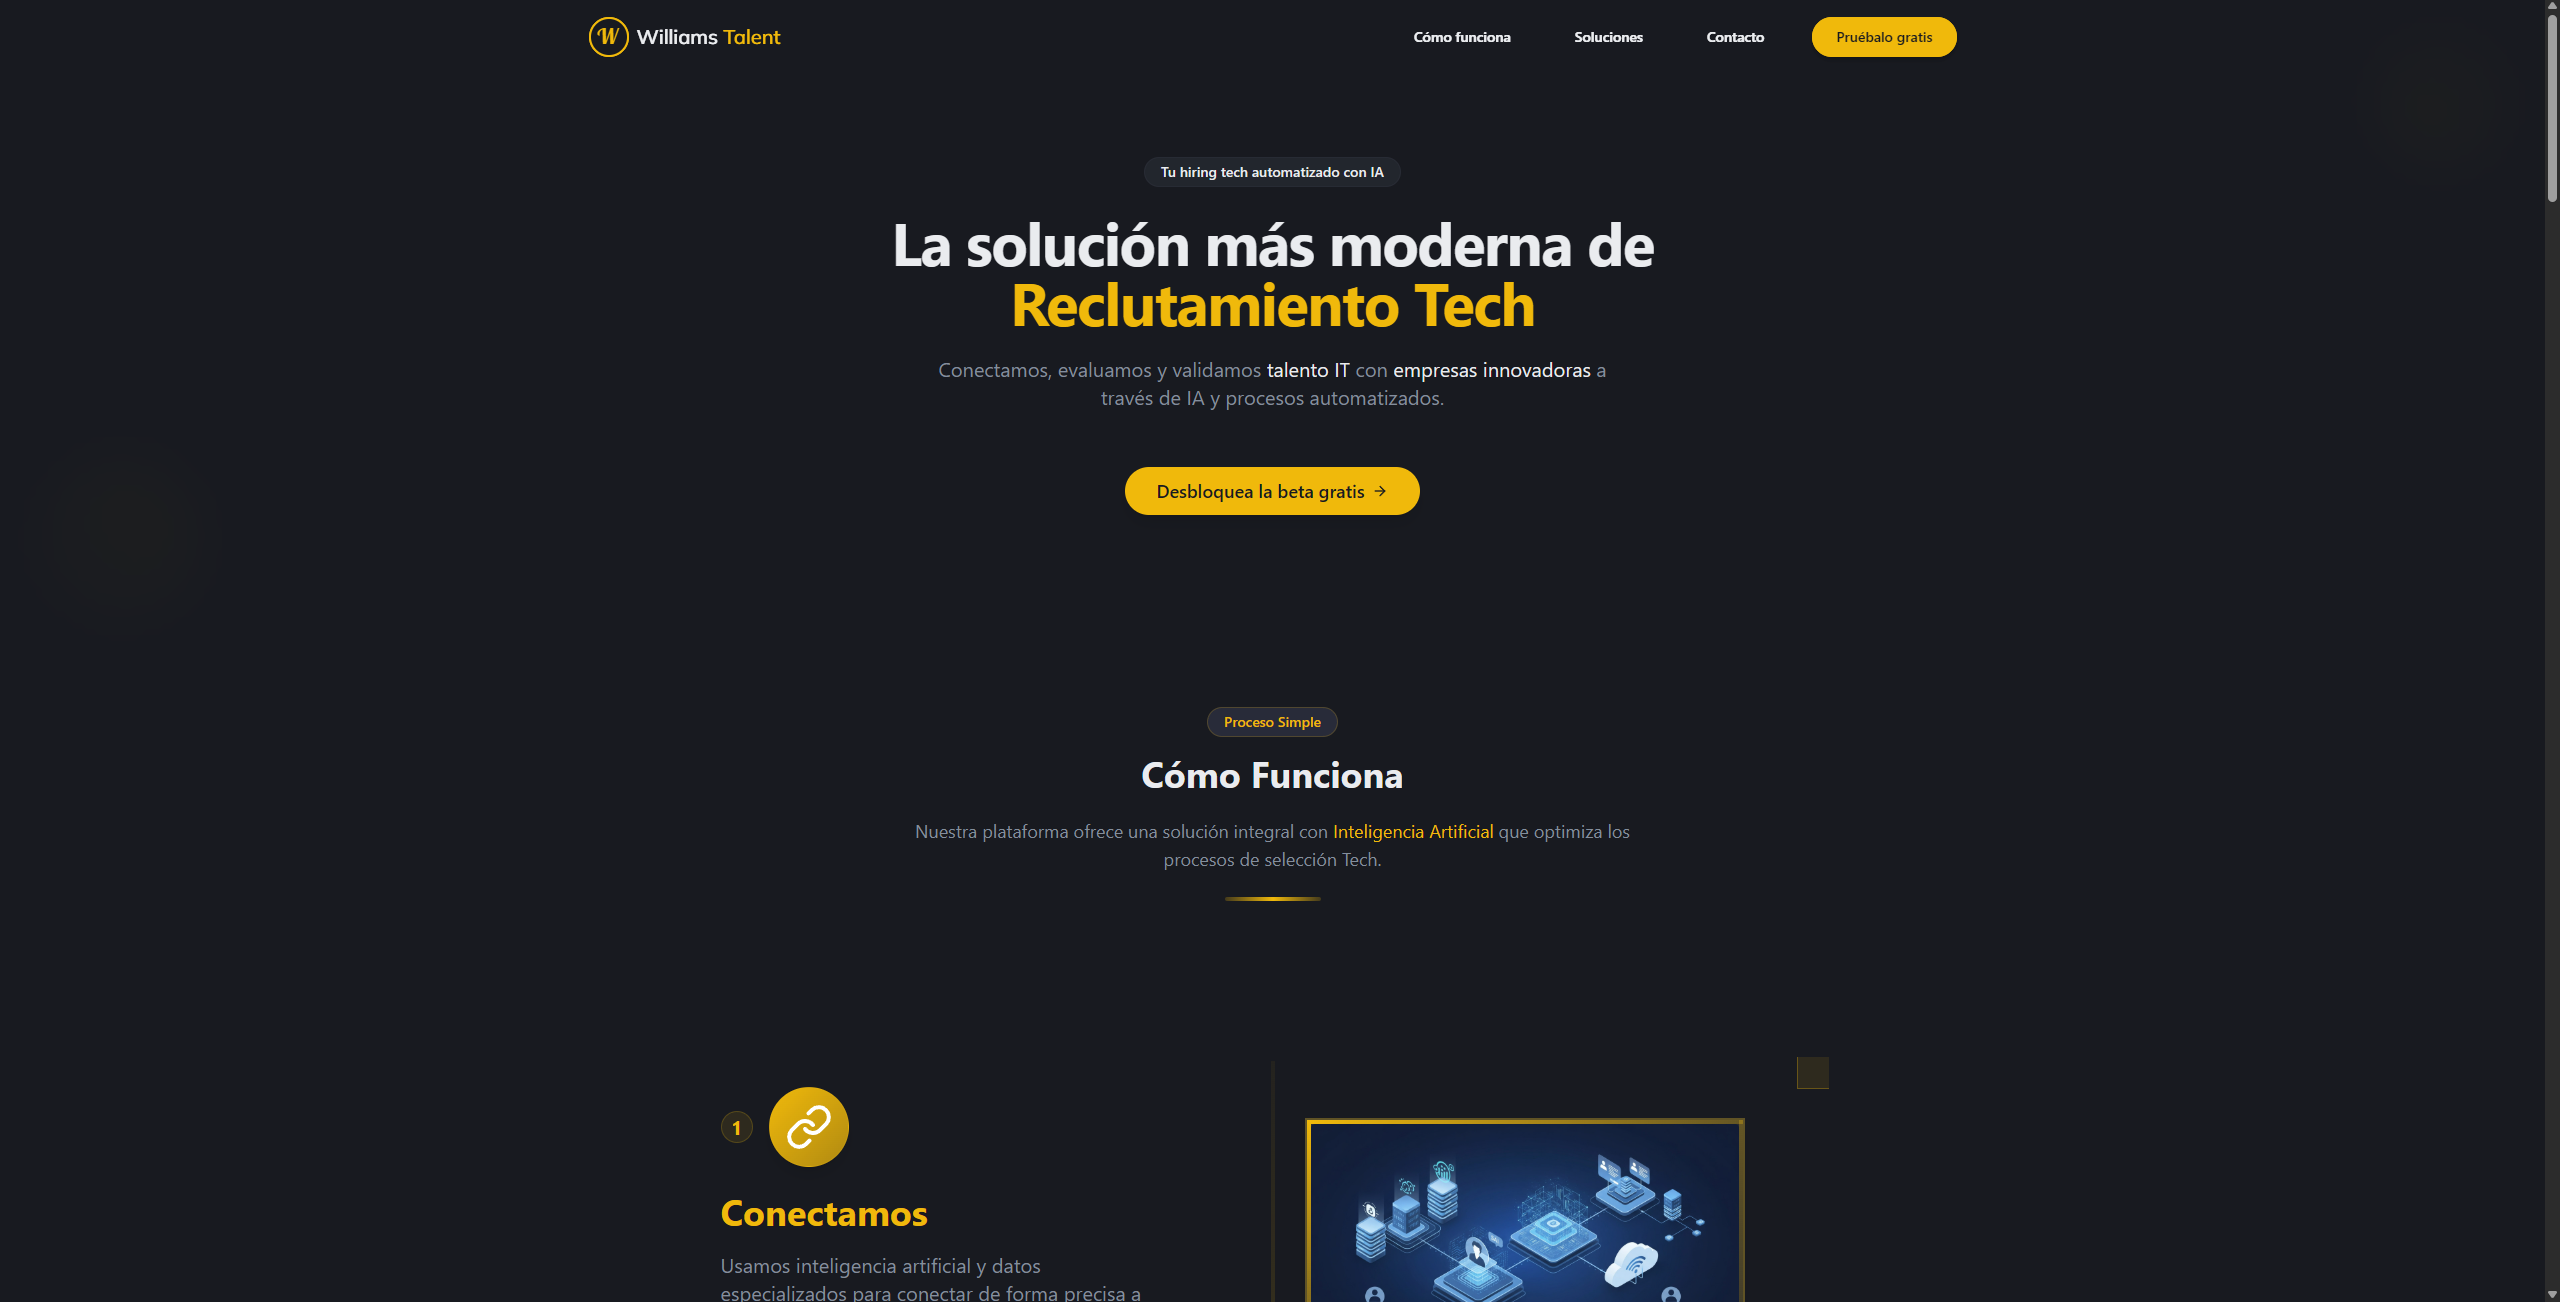 W Williams Talent
Cómo funciona
Soluciones
Contacto
Pruébalo gratis
Tu hiring tech automatizado con IA
La solución más moderna de
Reclutamiento Tech
Conectamos, evaluamos y validamos talento IT con empresas innovadoras a
través de IA y procesos automatizados.
Desbloquea la beta gratis →
Proceso Simple
Cómo Funciona
Nuestra plataforma ofrece una solución integral con Inteligencia Artificial que optimiza los
procesos de selección Tech.
1
Conectamos
Usamos inteligencia artificial y datos
especializados para conectar de forma precisa a